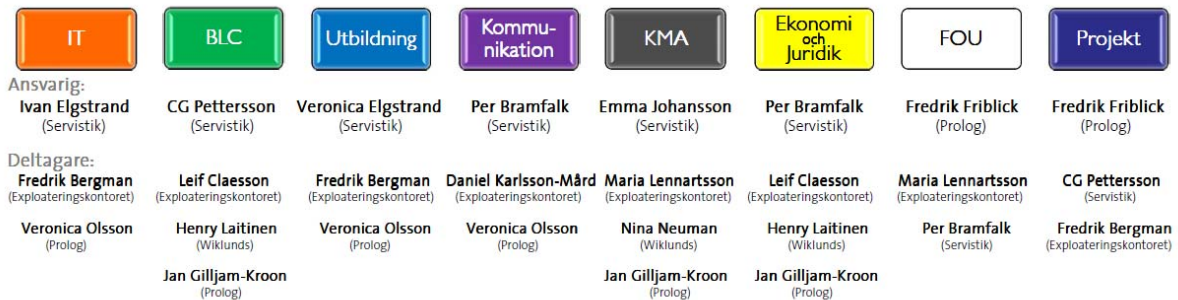 IT
BLC
Utbildning
Kommu-
nikation
KMA
Ekonomi
och
Juridik
FOU
Projekt
Ansvarig:
Ivan Elgstrand CG Pettersson Veronica Elgstrand Per Bramfalk Emma Johansson Per Bramfalk Fredrik Friblick Fredrik Friblick
(Servistik) (Servistik) (Servistik) (Servistik) (Servistik) (Servistik) (Prolog) (Prolog)
Deltagare:
Fredrik Bergman Leif Claesson Fredrik Bergman Daniel Karlsson-Mård Maria Lennartsson Leif Claesson Maria Lennartsson CG Pettersson
(Exploateringskontoret) (Exploateringskontoret) (Exploateringskontoret) (Exploateringskontoret) (Exploateringskontoret) (Exploateringskontoret) (Exploateringskontoret) (Servistik)
Veronica Olsson Henry Laitinen Veronica Olsson Veronica Olsson Nina Neuman Henry Laitinen Per Bramfalk Fredrik Bergman
(Prolog) (Wiklunds) (Prolog) (Prolog) (Wiklunds) (Wiklunds) (Servistik) (Exploateringskontoret)
Jan Gilljam-Kroon Jan Gilljam-Kroon Jan Gilljam-Kroon
(Prolog) (Prolog) (Prolog)